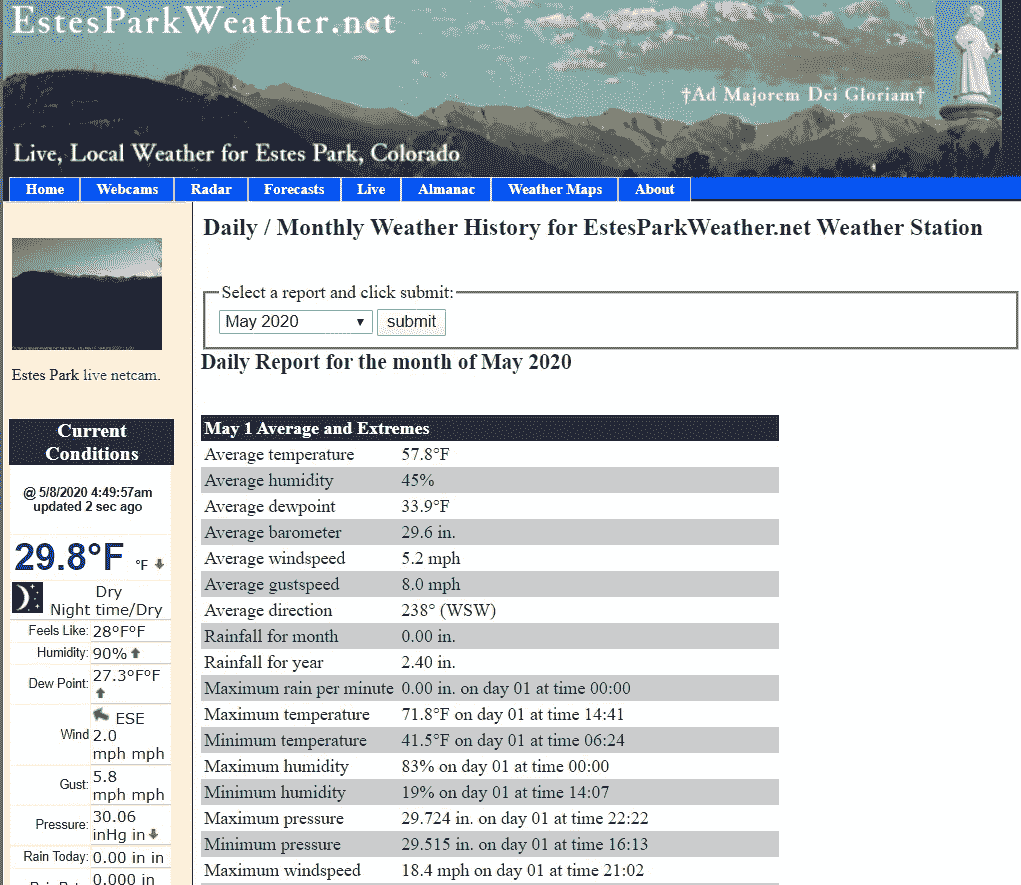 EstesParkWeather.net
†Ad Majorem Dei Gloriam†
Live, Local Weather for Estes Park, Colorado
Home Webcams Radar Forecasts Live Almanac Weather Maps About
Daily / Monthly Weather History for EstesParkWeather.net Weather Station
Select a report and click submit:
May 2020 ▼ submit
Daily Report for the month of May 2020
Estes Park live netcam.
Current
Conditions
@ 5/8/2020 4:49:57am
updated 2 sec ago
29.8°F °F
Dry
Night time/Dry
Feels Like: 28°F°F
Humidity: 90%
Dew Point: 27.3°F°F
Wind ESE
2.0
mph mph
Gust: 5.8
mph mph
Pressure: 30.06
inHg in
Rain Today: 0.00 in in
0.000 in
May 1 Average and Extremes
Average temperature 57.8°F
Average humidity 45%
Average dewpoint 33.9°F
Average barometer 29.6 in.
Average windspeed 5.2 mph
Average gustspeed 8.0 mph
Average direction 238° (WSW)
Rainfall for month 0.00 in.
Rainfall for year 2.40 in.
Maximum rain per minute 0.00 in. on day 01 at time 00:00
Maximum temperature 71.8°F on day 01 at time 14:41
Minimum temperature 41.5°F on day 01 at time 06:24
Maximum humidity 83% on day 01 at time 00:00
Minimum humidity 19% on day 01 at time 14:07
Maximum pressure 29.724 in. on day 01 at time 22:22
Minimum pressure 29.515 in. on day 01 at time 16:13
Maximum windspeed 18.4 mph on day 01 at time 21:02